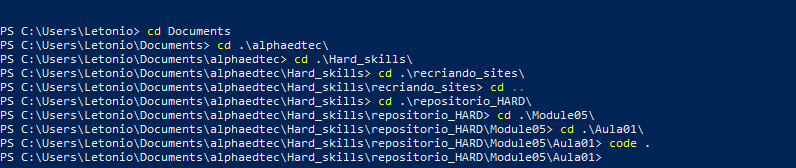 PS C:\Users\Letonio> cd Documents
PS C:\Users\Letonio\Documents> cd .\alphaedtec\
PS C:\Users\Letonio\Documents\alphaedtec> cd .\Hard_skills\
PS C:\Users\Letonio\Documents\alphaedtec\Hard_skills> cd .\recriando_sites\
PS C:\Users\Letonio\Documents\alphaedtec\Hard_skills\recriando_sites> cd ..
PS C:\Users\Letonio\Documents\alphaedtec\Hard_skills> cd .\repositorio_HARD\
PS C:\Users\Letonio\Documents\alphaedtec\Hard_skills\repositorio_HARD> cd .\Module05\
PS C:\Users\Letonio\Documents\alphaedtec\Hard_skills\repositorio_HARD\Module05> cd .\Aula01\
PS C:\Users\Letonio\Documents\alphaedtec\Hard_skills\repositorio_HARD\Module05\Aula01> code .
PS C:\Users\Letonio\Documents\alphaedtec\Hard_skills\repositorio_HARD\Module05\Aula01>